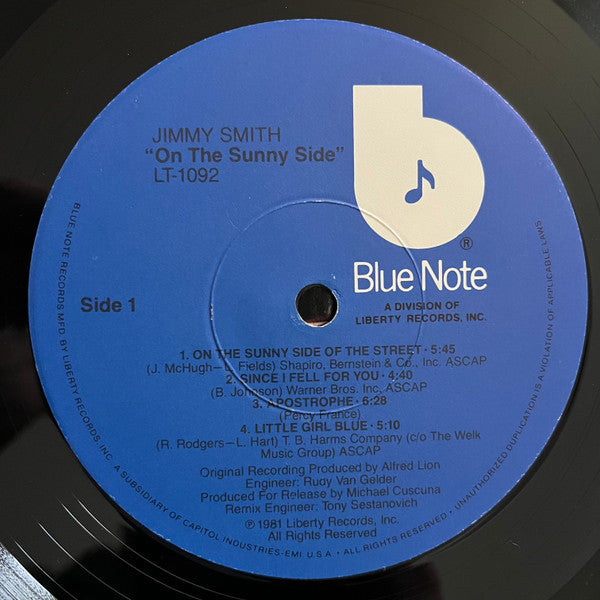 JIMMY SMITH
"On The Sunny Side"
LT-1092
®
Blue Note
A DIVISION OF
LIBERTY RECORDS, INC.
Side 1
1. ON THE SUNNY SIDE OF THE STREET · 5:45
(J. McHugh—D. Fields) Shapiro, Bernstein & Co., Inc. ASCAP
2. SINCE I FELL FOR YOU · 4:40
(B. Johnson) Warner Bros. Inc, ASCAP
3. APOSTROPHE · 6:28
(Percy France)
4. LITTLE GIRL BLUE · 5:10
(R. Rodgers—L. Hart) T. B. Harms Company (c/o The Welk
Music Group) ASCAP
Original Recording Produced by Alfred Lion
Engineer: Rudy Van Gelder
Produced For Release by Michael Cuscuna
Remix Engineer: Tony Sestanovich
℗ 1981 Liberty Records, Inc.
All Rights Reserved
BLUE NOTE RECORDS MFD. BY LIBERTY RECORDS, INC. A SUBSIDIARY OF CAPITOL INDUSTRIES-EMI, U.S.A. • ALL RIGHTS RESERVED. UNAUTHORIZED DUPLICATION IS A VIOLATION OF APPLICABLE LAWS